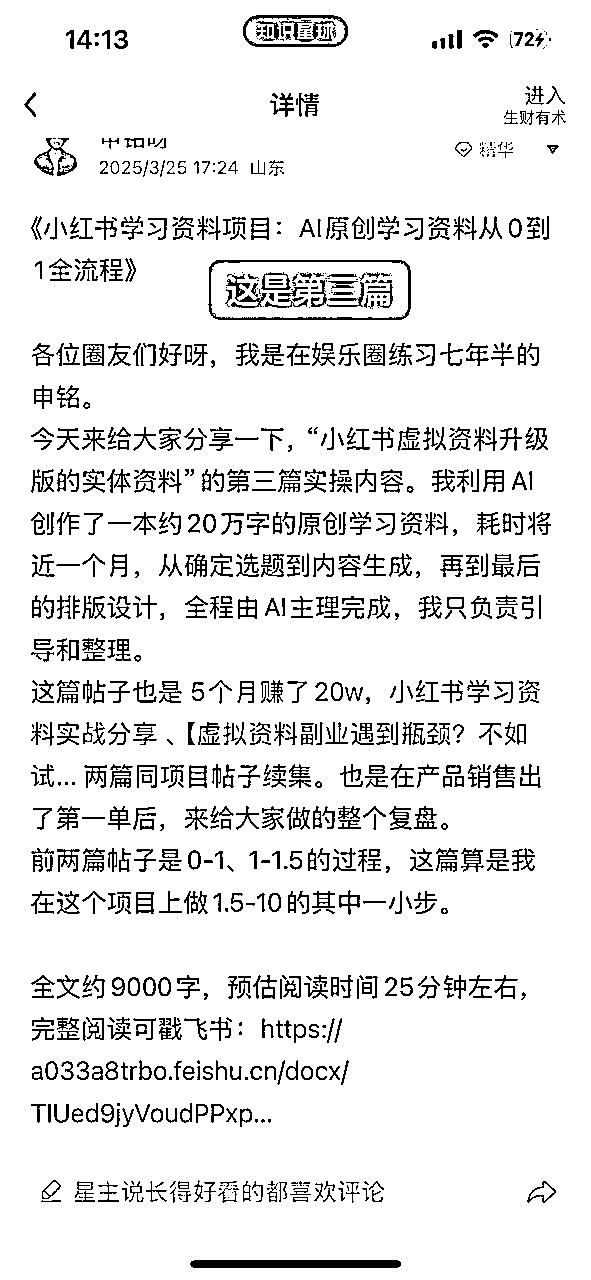 14:13
知识星球
72
详情
进入
生财有术
申铭呀
2025/3/25 17:24 山东
精华
《小红书学习资料项目：AI原创学习资料从0到
1全流程》
这是第三篇
各位圈友们好呀，我是在娱乐圈练习七年半的
申铭。
今天来给大家分享一下，“小红书虚拟资料升级
版的实体资料”的第三篇实操内容。我利用AI
创作了一本约20万字的原创学习资料，耗时将
近一个月，从确定选题到内容生成，再到最后
的排版设计，全程由AI主理完成，我只负责引
导和整理。
这篇帖子也是 5个月赚了20w，小红书学习资
料实战分享 、【虚拟资料副业遇到瓶颈？不如
试... 两篇同项目帖子续集。也是在产品销售出
了第一单后，来给大家做的整个复盘。
前两篇帖子是0-1、1-1.5的过程，这篇算是我
在这个项目上做1.5-10的其中一小步。
全文约9000字，预估阅读时间25分钟左右，
完整阅读可戳飞书：https://
a033a8trbo.feishu.cn/docx/
TIUed9jyVoudPPxp...
星主说长得好看的都喜欢评论